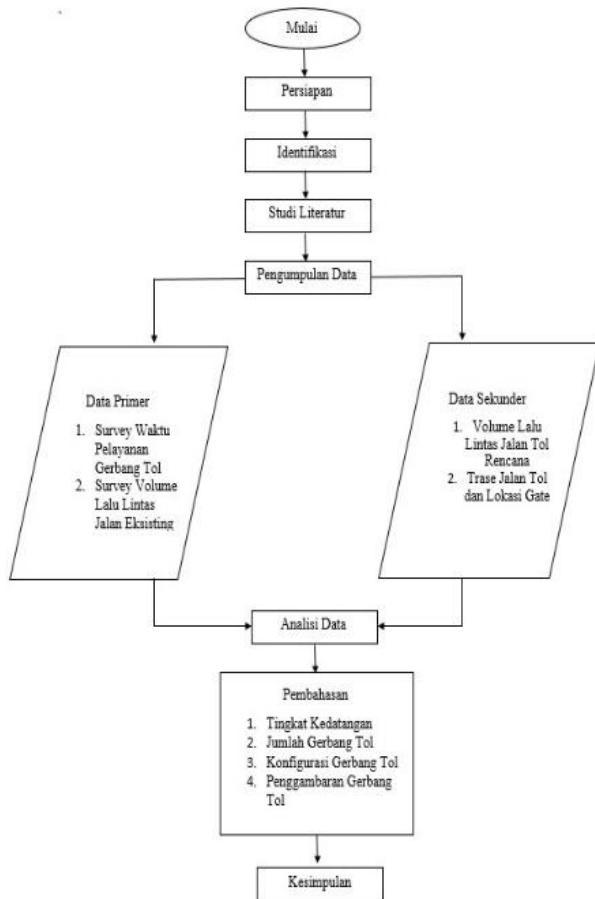 Mulai
Persiapan
Identifikasi
Studi Literatur
Pengumpulan Data
Data Primer
1. Survey Waktu
Pelayanan
Gerbang Tol
2. Survey Volume
Lalu Lintas
Jalan Eksisting
Data Sekunder
1. Volume Lalu
Lintas Jalan Tol
Rencana
2. Trase Jalan Tol
dan Lokasi Gate
Analisi Data
Pembahasan
1. Tingkat Kedatangan
2. Jumlah Gerbang Tol
3. Konfigurasi Gerbang Tol
4. Penggambaran Gerbang
Tol
Kesimpulan